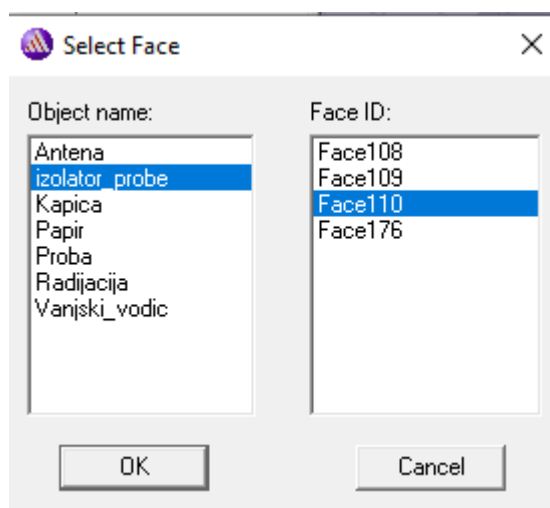 Select Face
Object name:
Antena
izolator_probe
Kapica
Papir
Proba
Radijacija
Vanjski_vodic
Face ID:
Face108
Face109
Face110
Face176
OK
Cancel